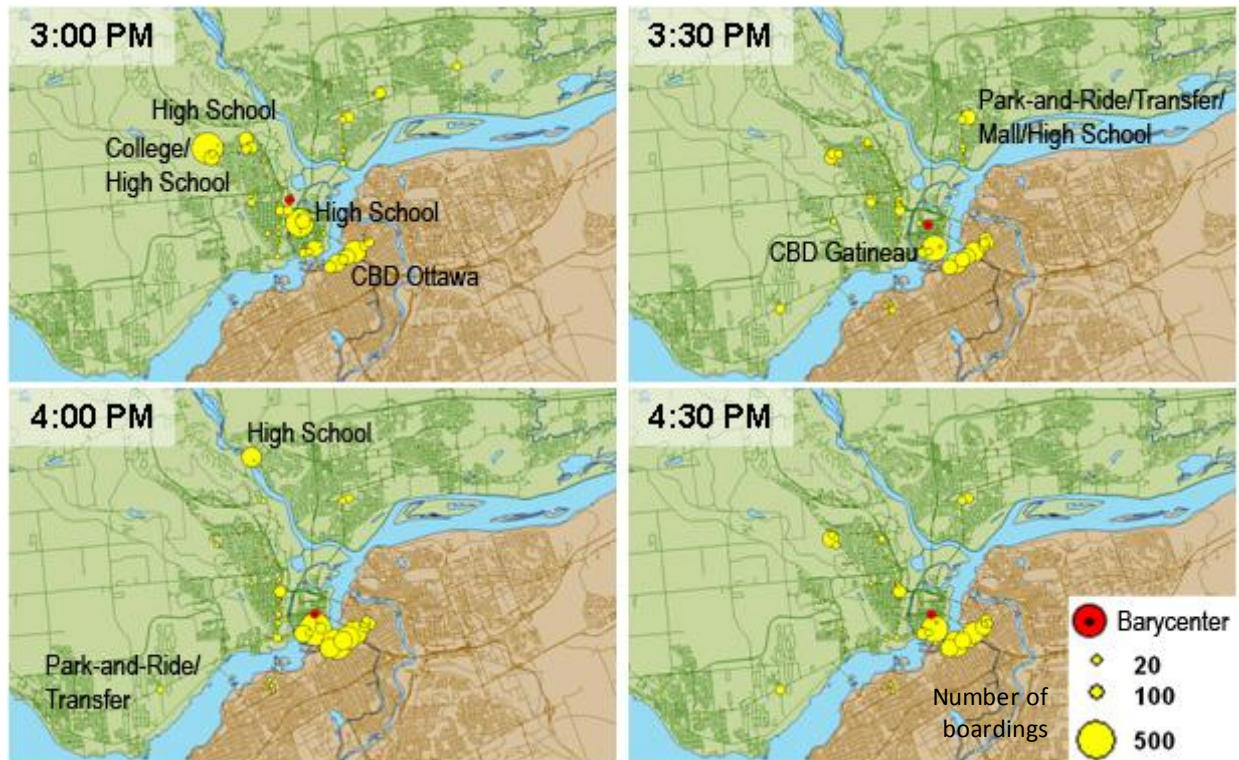 3:00 PM
High School
College/
High School
High School
CBD Ottawa
3:30 PM
Park-and-Ride/Transfer/
Mall/High School
CBD Gatineau
4:00 PM
High School
Park-and-Ride/
Transfer
4:30 PM
Barycenter
20
100
500
Number of
boardings